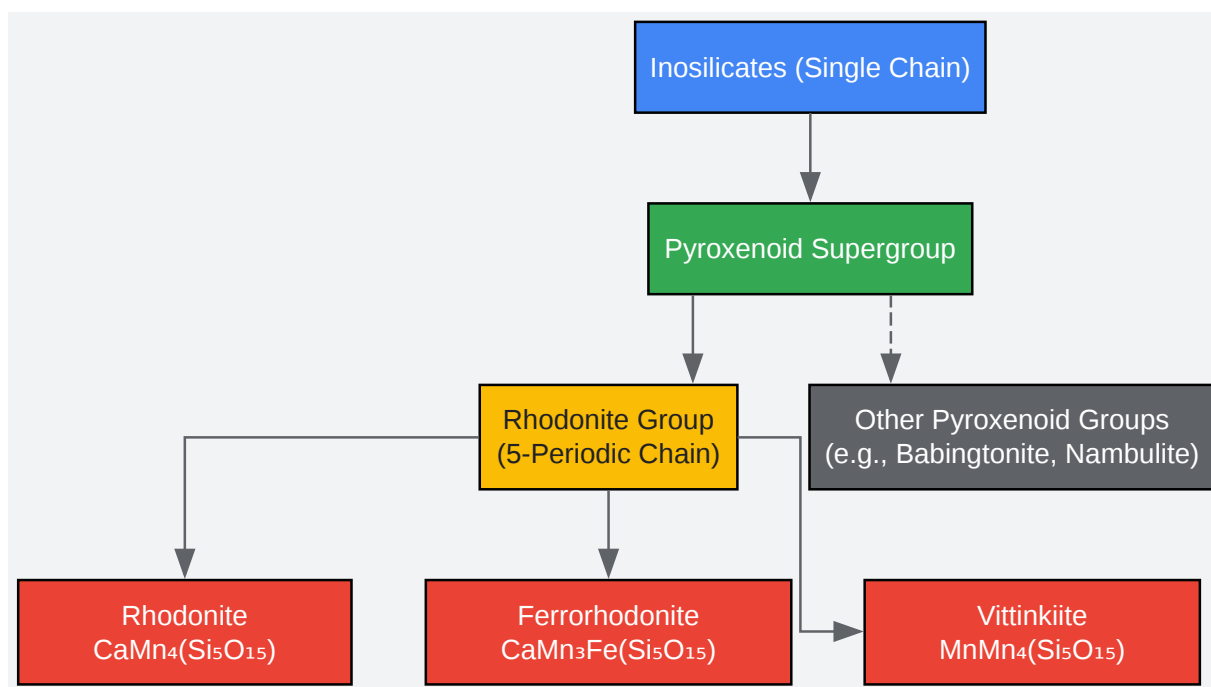 Inosilicates (Single Chain)
Pyroxenoid Supergroup
Rhodonite Group
(5-Periodic Chain)
Other Pyroxenoid Groups
(e.g., Babingtonite, Nambulite)
Rhodonite
CaMn₄(Si₅O₁₅)
Ferrorhodonite
CaMn₃Fe(Si₅O₁₅)
Vittinkiite
MnMn₄(Si₅O₁₅)